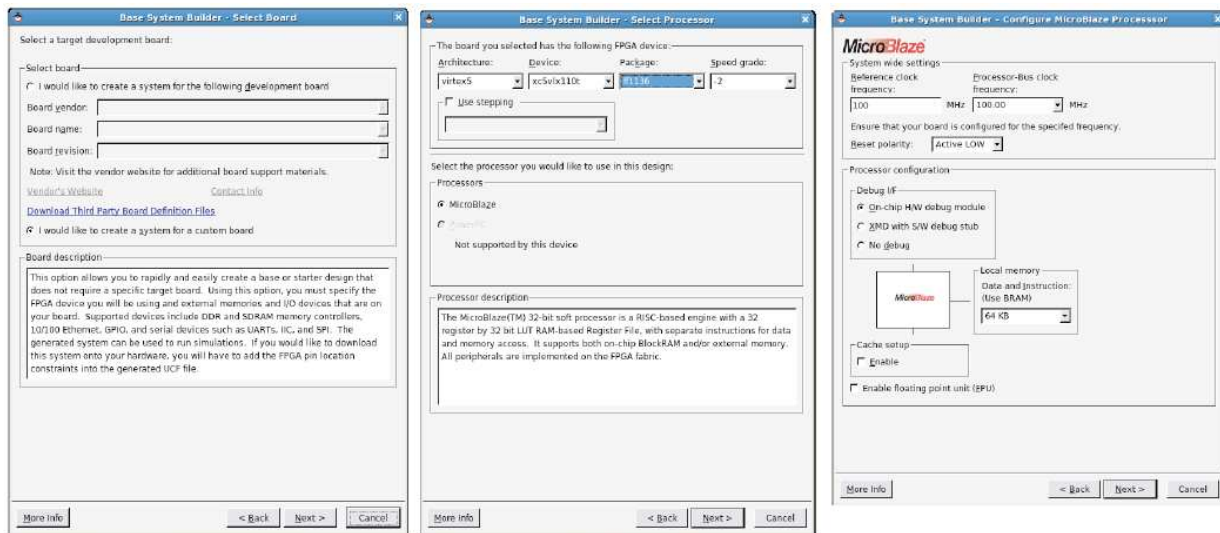 Base System Builder - Select Board
Select a target development board:
Select board
I would like to create a system for the following development board
Board vendor:
Board name:
Board revision:
Note: Visit the vendor website for additional board support materials.
Vendor's Website
Contact Info
Download Third Party Board Definition Files
I would like to create a system for a custom board
Board description
This option allows you to rapidly and easily create a base or starter design that
does not require a specific target board. Using this option, you must specify the
FPGA device you will be using and external memories and I/O devices that are on
your board. Supported devices include DDR and SDRAM memory controllers,
10/100 Ethernet, GPIO, and serial devices such as UARTs, IIC, and SPI. The
generated system can be used to run simulations. If you would like to download
this system onto your hardware, you will have to add the FPGA pin location
constraints into the generated UCF file.
More Info
< Back
Next >
Cancel
Base System Builder - Select Processor
The board you selected has the following FPGA device:
Architecture:
Device:
Package:
Speed grade:
virtex5
xc5vlx110t
ff1136
-2
Use stepping
Select the processor you would like to use in this design:
Processors
MicroBlaze
PowerPC
Not supported by this device
Processor description
The MicroBlaze(TM) 32-bit soft processor is a RISC-based engine with a 32
register by 32 bit LUT RAM-based Register File, with separate instructions for data
and memory access. It supports both on-chip BlockRAM and/or external memory.
All peripherals are implemented on the FPGA fabric.
More Info
< Back
Next >
Cancel
Base System Builder - Configure MicroBlaze Processsor
MicroBlaze
System wide settings
Reference clock
frequency:
Processor-Bus clock
frequency:
100
MHz
100.00
MHz
Ensure that your board is configured for the specifed frequency.
Reset polarity:
Active LOW
Processor configuration
Debug I/F
On-chip H/W debug module
XMD with S/W debug stub
No debug
MicroBlaze
Local memory
Data and Instruction:
(Use BRAM)
64 KB
Cache setup
Enable
Enable floating point unit (FPU)
More Info
< Back
Next >
Cancel